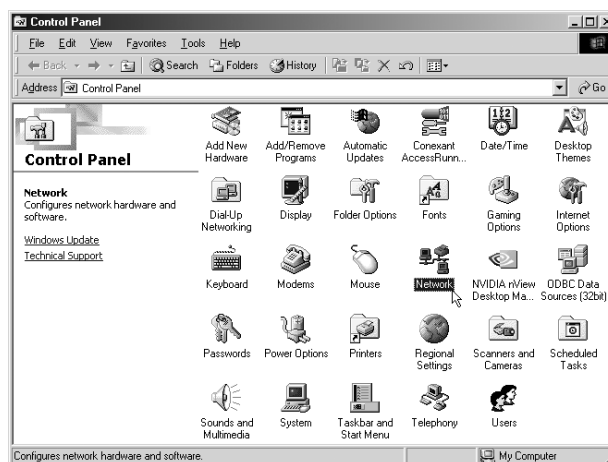 Control Panel
File Edit View Favorites Tools Help
Back Search Folders History
Address Control Panel Go
Control Panel
Network
Configures network hardware and
software.
Windows Update
Technical Support
Add New
Hardware
Add/Remove
Programs
Automatic
Updates
Conexant
AccessRunn...
Date/Time
Desktop
Themes
Dial-Up
Networking
Display
Folder Options
Fonts
Gaming
Options
Internet
Options
Keyboard
Modems
Mouse
Network
NVIDIA nView
Desktop Ma...
ODBC Data
Sources (32bit)
Passwords
Power Options
Printers
Regional
Settings
Scanners and
Cameras
Scheduled
Tasks
Sounds and
Multimedia
System
Taskbar and
Start Menu
Telephony
Users
Configures network hardware and software. My Computer